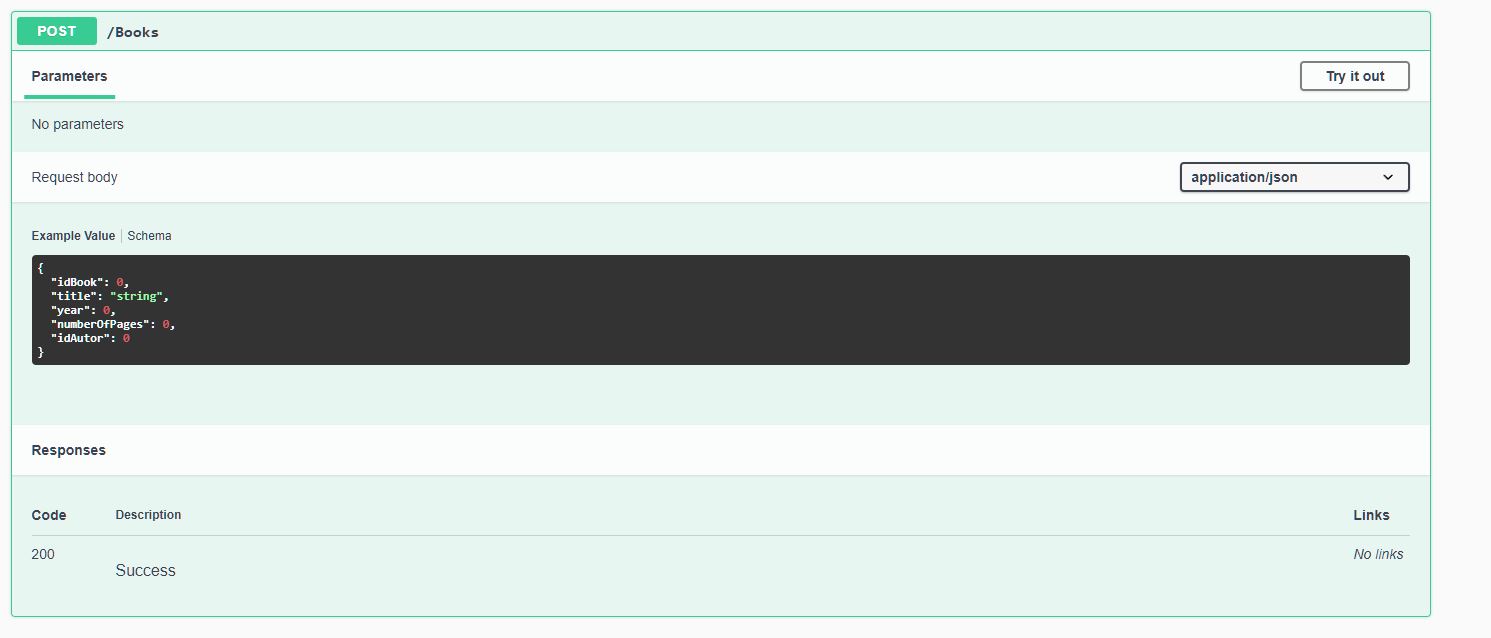 POST /Books
Parameters
Try it out
No parameters
Request body
application/json
Example Value
Schema
{
"idBook": 0,
"title": "string",
"year": 0,
"numberOfPages": 0,
"idAutor": 0
}
Responses
Code Description Links
200 No links
Success